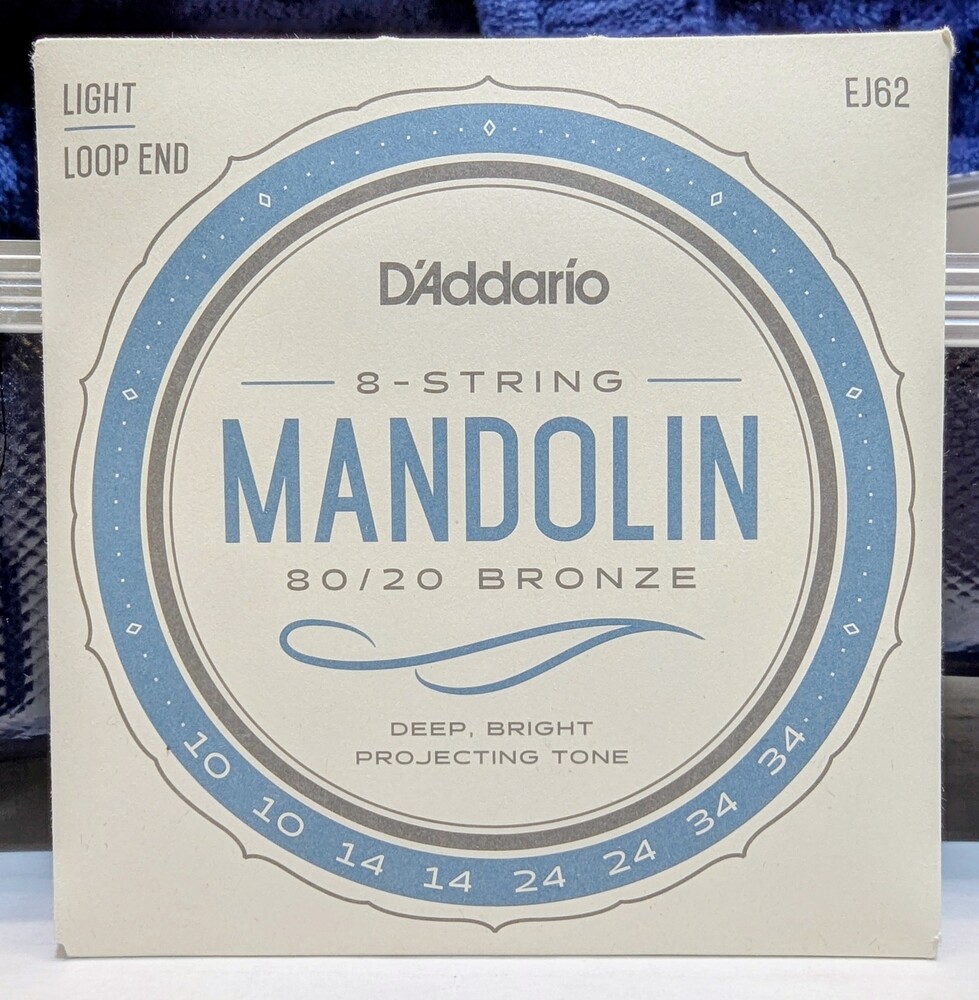 LIGHT
LOOP END
EJ62
D'Addario
8-STRING
MANDOLIN
80/20 BRONZE
DEEP, BRIGHT
PROJECTING TONE
10 10 14 14 24 24 34 34